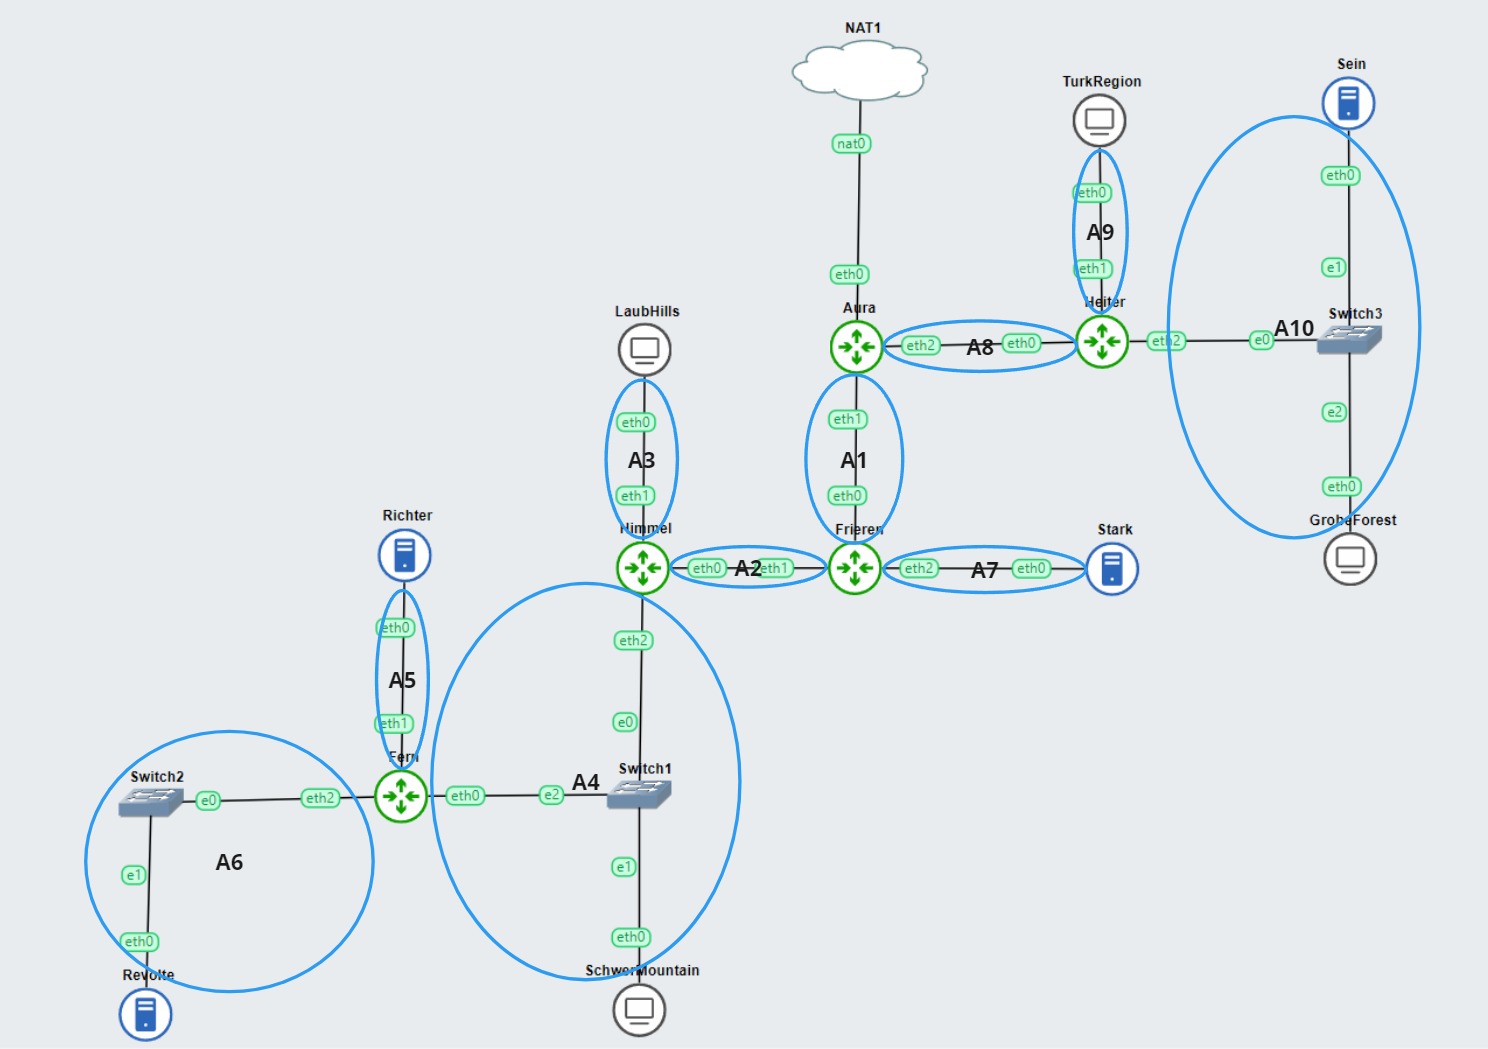 NAT1
Sein
TurkRegion
nat0
eth0
eth0
A9
eth0
eth1
e1
Heiter
LaubHills
Aura
Switch3
eth2
A8
eth0
eth2
e0
A10
eth0
eth1
e2
A3
A1
eth1
eth0
eth0
Richter
Himmel
Frieren
Stark
GrobeForest
eth0
A2
eth1
eth2
A7
eth0
eth0
eth2
A5
eth1
e0
Fern
Switch2
Switch1
e0
eth2
eth0
e2
A4
A6
e1
e1
eth0
eth0
Revolte
SchwerMountain